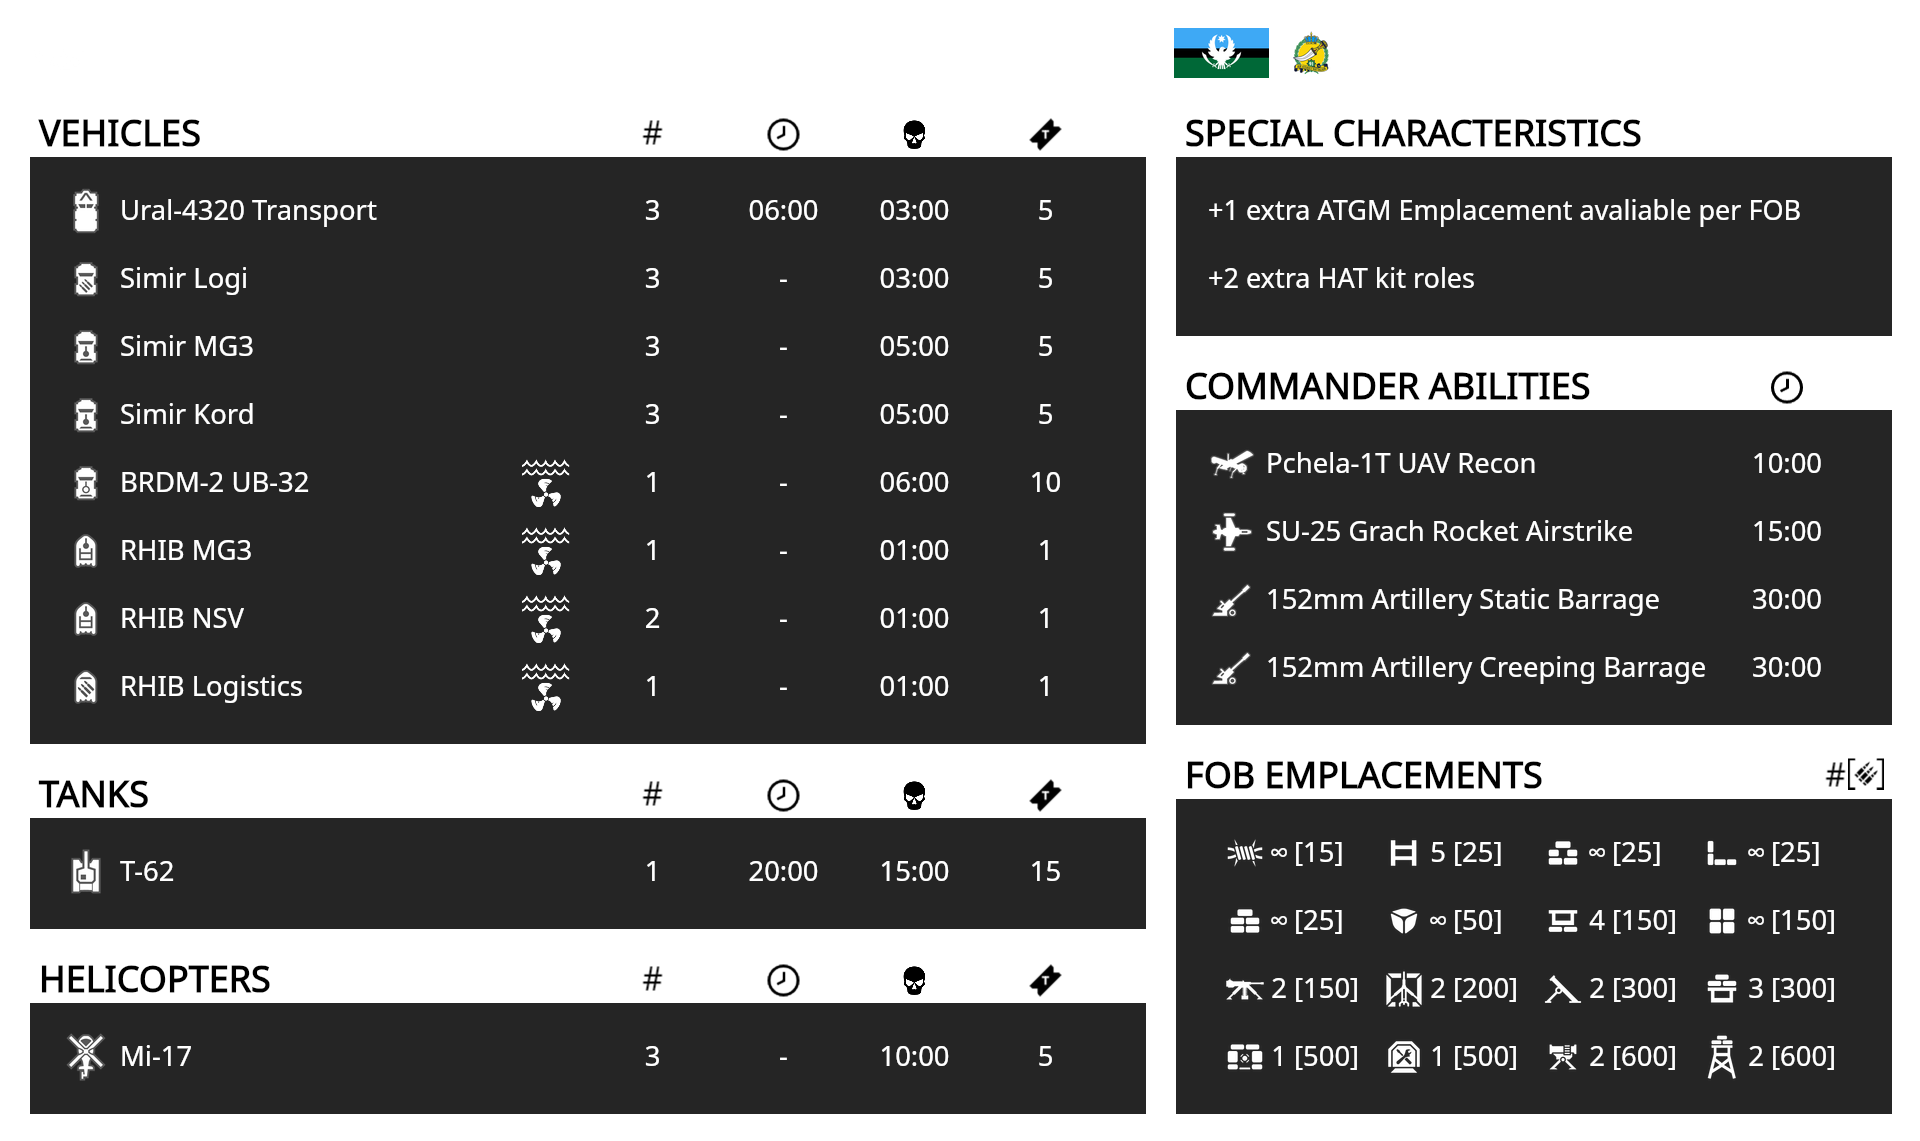 VEHICLES #
Ural-4320 Transport 3 06:00 03:00 5
Simir Logi 3 - 03:00 5
Simir MG3 3 - 05:00 5
Simir Kord 3 - 05:00 5
BRDM-2 UB-32 1 - 06:00 10
RHIB MG3 1 - 01:00 1
RHIB NSV 2 - 01:00 1
RHIB Logistics 1 - 01:00 1
TANKS #
T-62 1 20:00 15:00 15
HELICOPTERS #
Mi-17 3 - 10:00 5
SPECIAL CHARACTERISTICS
+1 extra ATGM Emplacement avaliable per FOB
+2 extra HAT kit roles
COMMANDER ABILITIES
Pchela-1T UAV Recon 10:00
SU-25 Grach Rocket Airstrike 15:00
152mm Artillery Static Barrage 30:00
152mm Artillery Creeping Barrage 30:00
FOB EMPLACEMENTS #[]
∞ [15] 5 [25] ∞ [25] ∞ [25]
∞ [25] ∞ [50] 4 [150] ∞ [150]
2 [150] 2 [200] 2 [300] 3 [300]
1 [500] 1 [500] 2 [600] 2 [600]